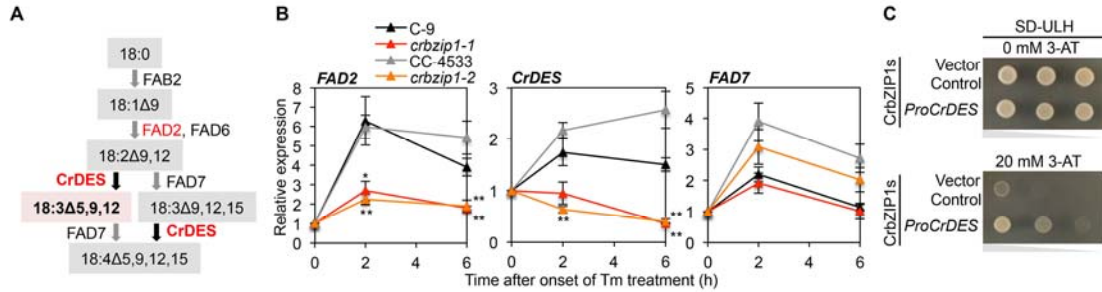 A
18:0
FAB2
18:1Δ9
FAD2, FAD6
18:2Δ9,12
CrDES
FAD7
18:3Δ5,9,12
18:3Δ9,12,15
FAD7
CrDES
18:4Δ5,9,12,15
B
C-9
crbzip1-1
CC-4533
crbzip1-2
FAD2
CrDES
FAD7
Relative expression
8
7
6
5
4
3
2
1
0
*
**
**
**
0 2 6
3
2
1
0
**
**
**
0 2 6
5
4
3
2
1
0
0 2 6
Time after onset of Tm treatment (h)
C
SD-ULH
0 mM 3-AT
CrbZIP1s
Vector
Control
ProCrDES
20 mM 3-AT
CrbZIP1s
Vector
Control
ProCrDES